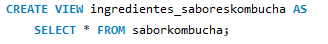 CREATE VIEW ingredientes_saboreskombucha AS
SELECT * FROM saborkombucha;